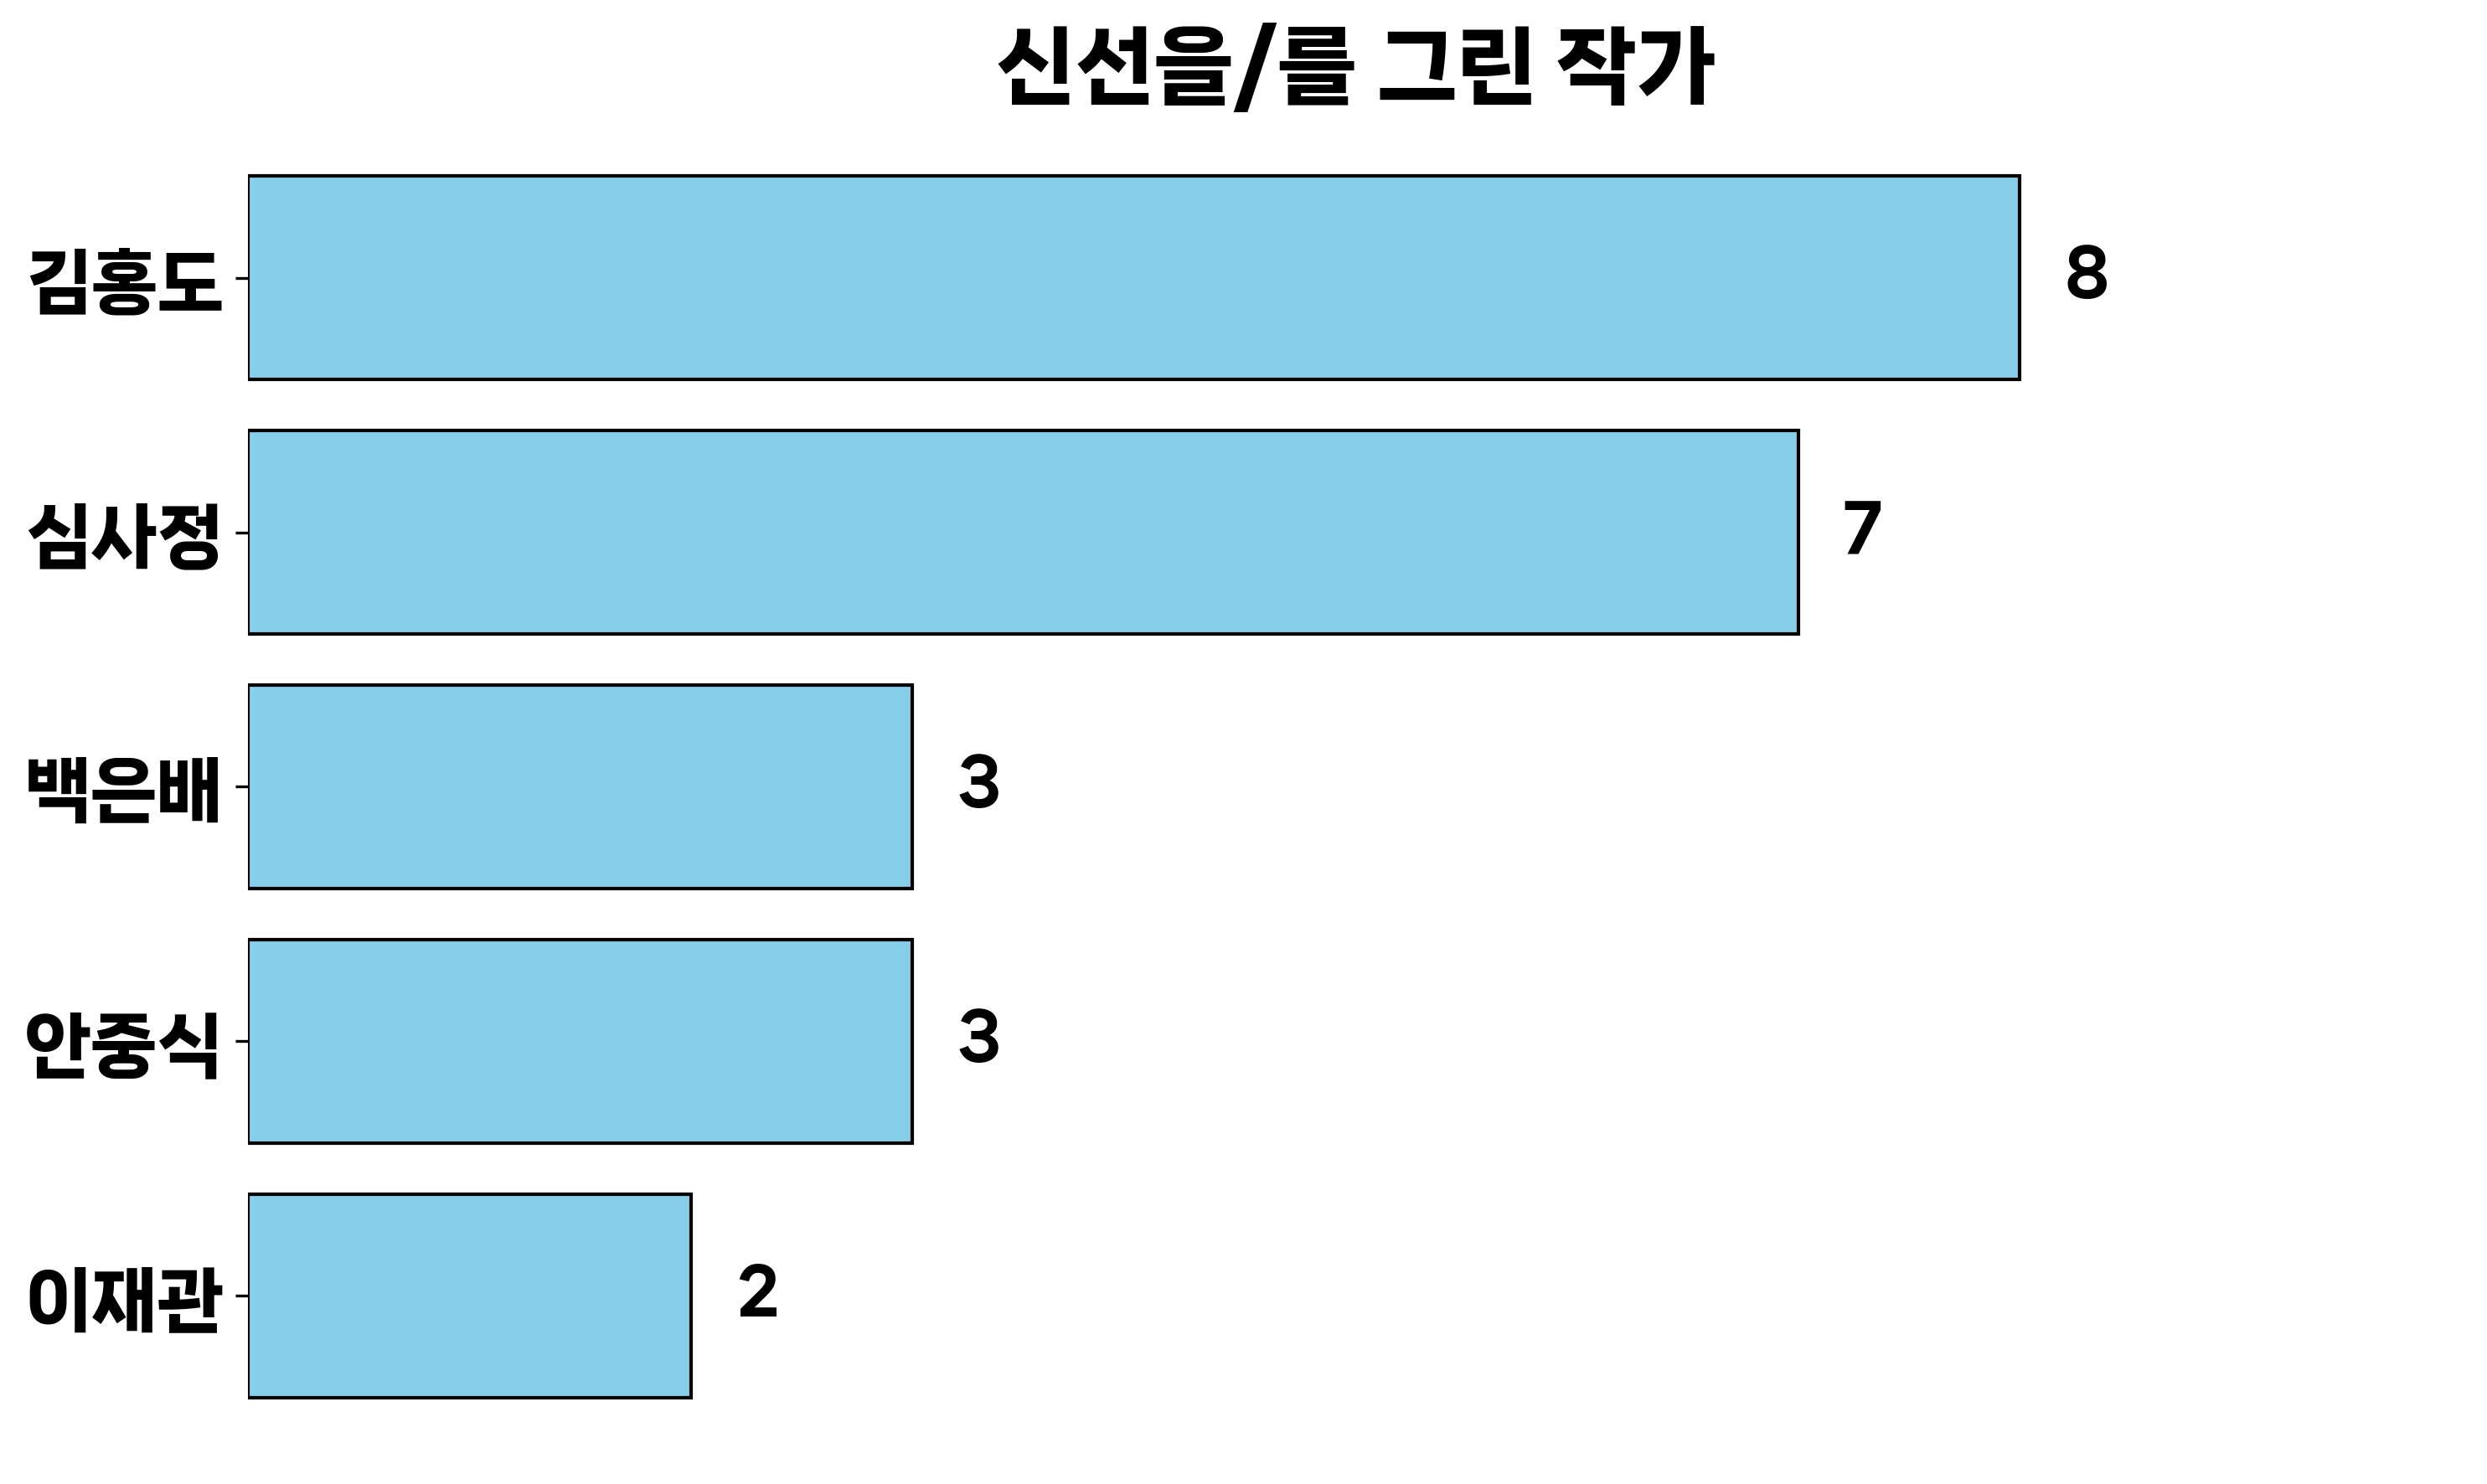 신선을/를 그린 작가
김홍도 8
심사정 7
백은배 3
안중식 3
이재관 2